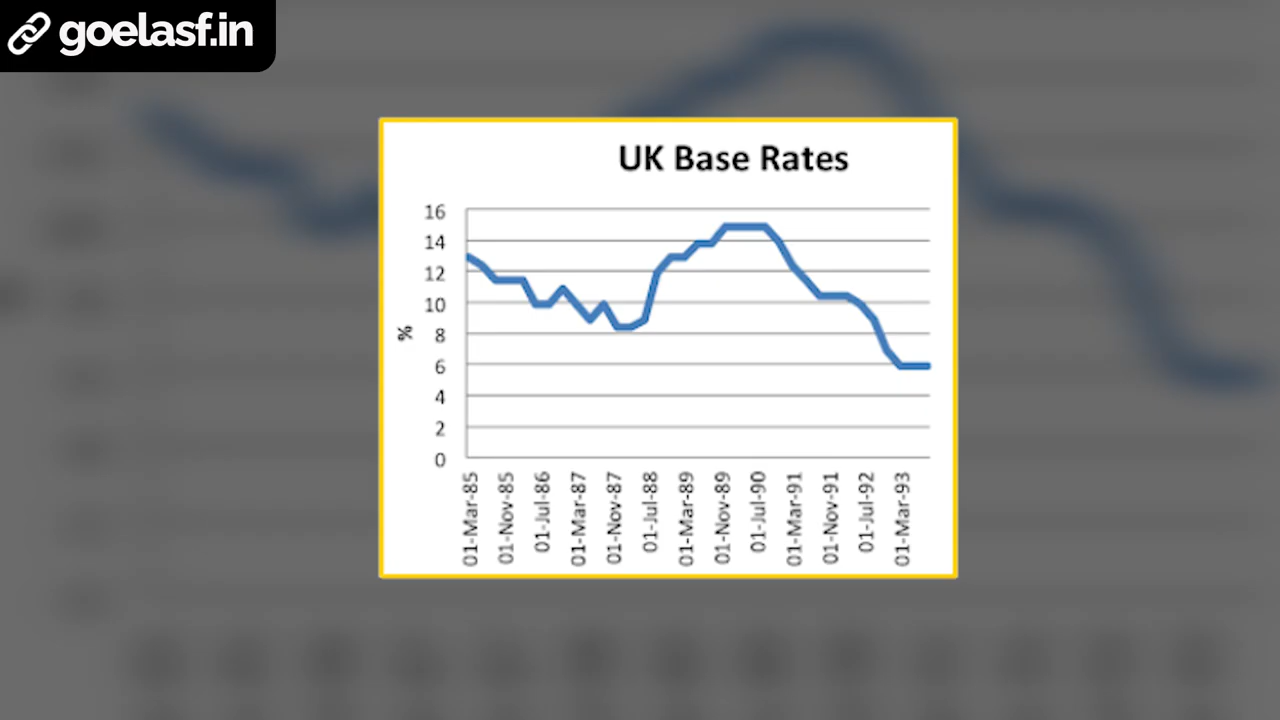 goelasf.in
UK Base Rates
16
14
12
10
8
6
4
2
0
%
01-Mar-85
01-Nov-85
01-Jul-86
01-Mar-87
01-Nov-87
01-Jul-88
01-Mar-89
01-Nov-89
01-Jul-90
01-Mar-91
01-Nov-91
01-Jul-92
01-Mar-93